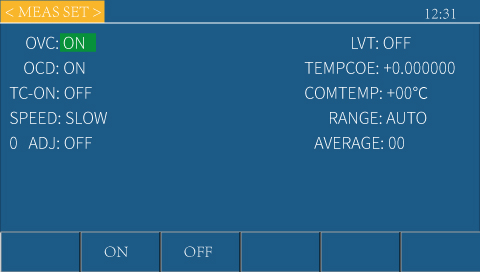 < MEAS SET > 12:31
OVC: ON LVT: OFF
OCD: ON TEMPCOE: +0.000000
TC-ON: OFF COMTEMP: +00°C
SPEED: SLOW RANGE: AUTO
0 ADJ: OFF AVERAGE: 00
ON OFF